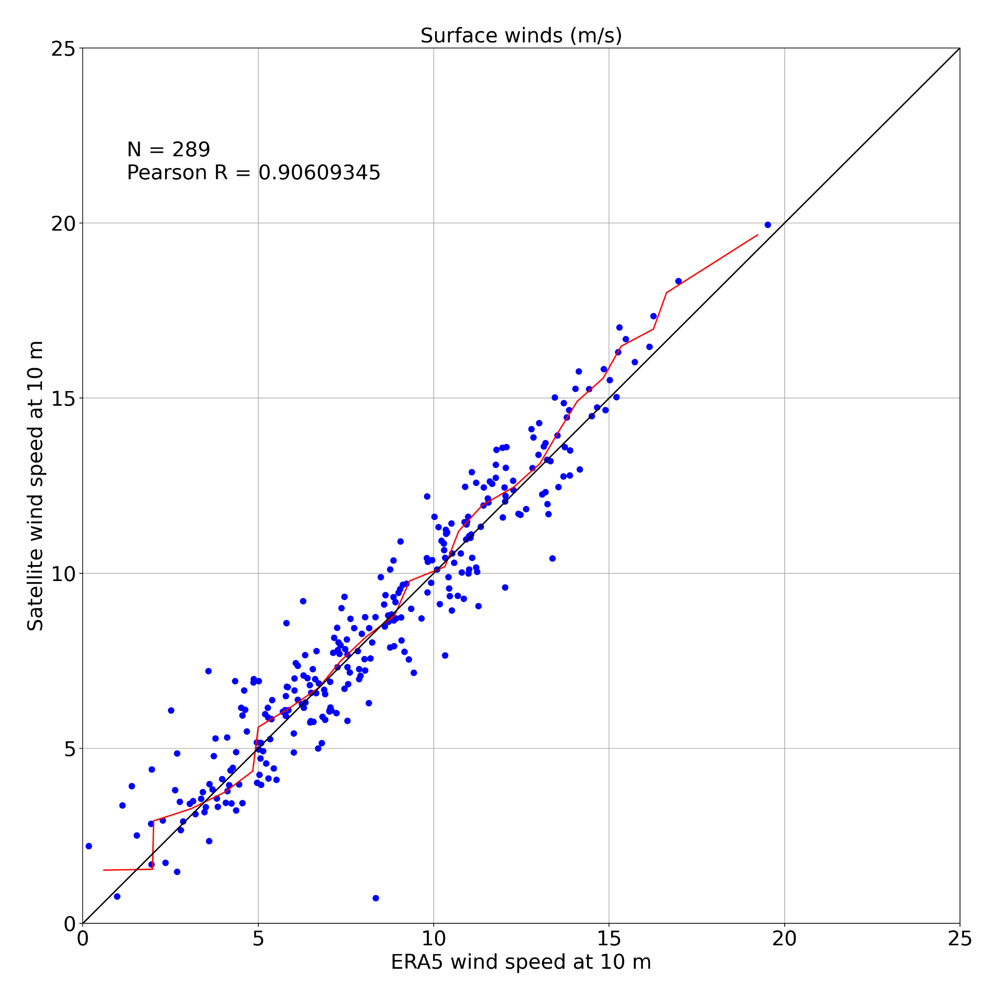 Surface winds (m/s)
25
20
15
10
5
0
N = 289
Pearson R = 0.90609345
Satellite wind speed at 10 m
0 5 10 15 20 25
ERA5 wind speed at 10 m